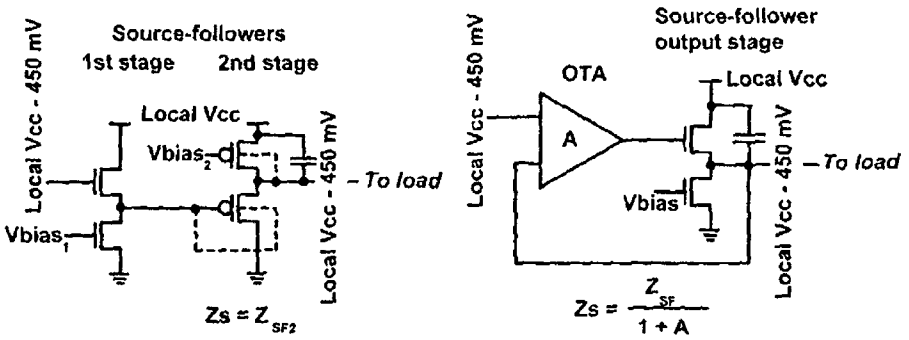 Source-followers
1st stage 2nd stage
Local Vcc - 450 mV
Local Vcc
Vbias2
To load
Vbias1
Local Vcc - 450 mV
Zs = ZSF2
Source-follower
output stage
OTA
Local Vcc
Local Vcc - 450 mV
A
To load
Vbias
Local Vcc - 450 mV
Zs = ZSF / 1 + A